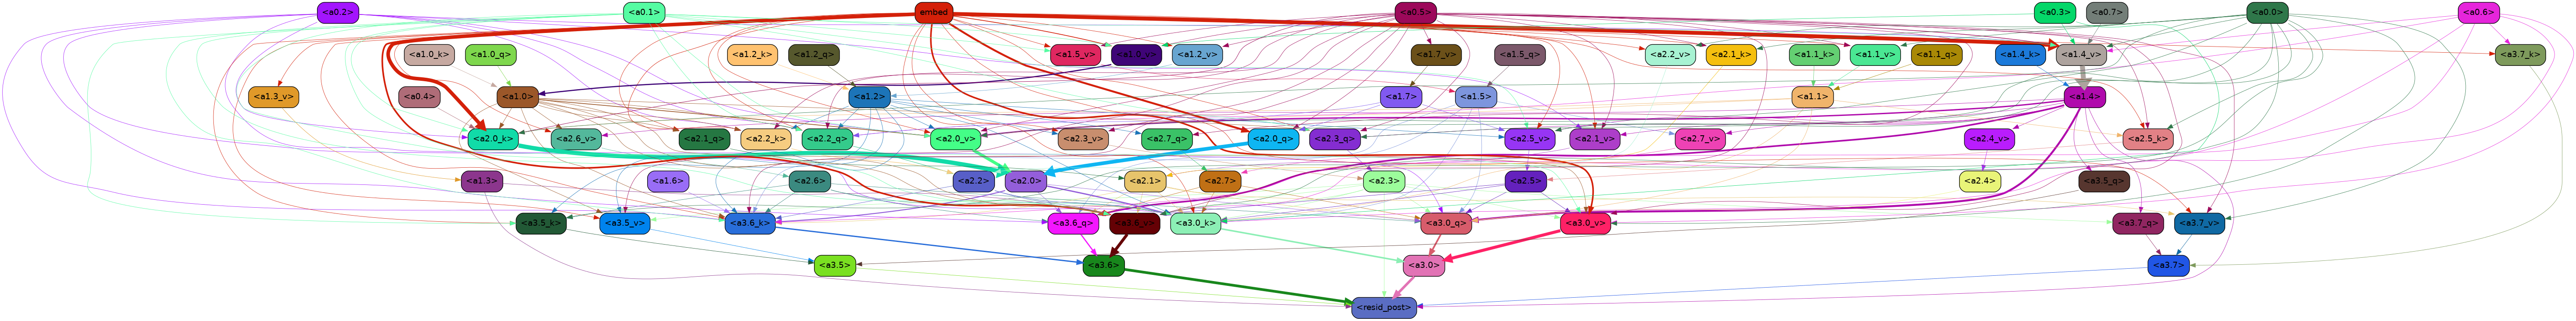 <a0.2> <a0.1> embed <a0.5> <a0.3> <a0.7> <a0.0> <a0.6>
<a1.0_k> <a1.0_q> <a1.2_k> <a1.2_q> <a1.5_v> <a1.0_v> <a1.2_v> <a1.7_v> <a1.5_q> <a2.2_v> <a2.1_k> <a1.1_k> <a1.1_v> <a1.1_q> <a1.4_k> <a1.4_v> <a3.7_k>
<a1.3_v> <a0.4> <a1.0> <a1.2> <a1.7> <a1.5> <a1.1> <a1.4>
<a2.0_k> <a2.6_v> <a2.1_q> <a2.2_k> <a2.2_q> <a2.0_v> <a2.3_v> <a2.7_q> <a2.0_q> <a2.3_q> <a2.5_v> <a2.1_v> <a2.7_v> <a2.4_v> <a2.5_k>
<a1.3> <a1.6> <a2.6> <a2.2> <a2.0> <a2.1> <a2.7> <a2.3> <a2.5> <a2.4> <a3.5_q>
<a3.5_k> <a3.5_v> <a3.6_k> <a3.6_q> <a3.6_v> <a3.0_k> <a3.0_q> <a3.0_v> <a3.7_q> <a3.7_v>
<a3.5> <a3.6> <a3.0> <a3.7>
<resid_post>